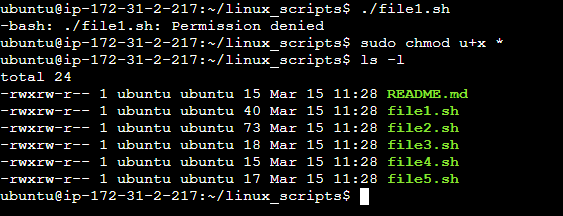 ubuntu@ip-172-31-2-217:~/linux_scripts$ ./file1.sh
-bash: ./file1.sh: Permission denied
ubuntu@ip-172-31-2-217:~/linux_scripts$ sudo chmod u+x *
ubuntu@ip-172-31-2-217:~/linux_scripts$ ls -l
total 24
-rwxrw-r-- 1 ubuntu ubuntu 15 Mar 15 11:28 README.md
-rwxrw-r-- 1 ubuntu ubuntu 40 Mar 15 11:28 file1.sh
-rwxrw-r-- 1 ubuntu ubuntu 73 Mar 15 11:28 file2.sh
-rwxrw-r-- 1 ubuntu ubuntu 18 Mar 15 11:28 file3.sh
-rwxrw-r-- 1 ubuntu ubuntu 15 Mar 15 11:28 file4.sh
-rwxrw-r-- 1 ubuntu ubuntu 17 Mar 15 11:28 file5.sh
ubuntu@ip-172-31-2-217:~/linux_scripts$